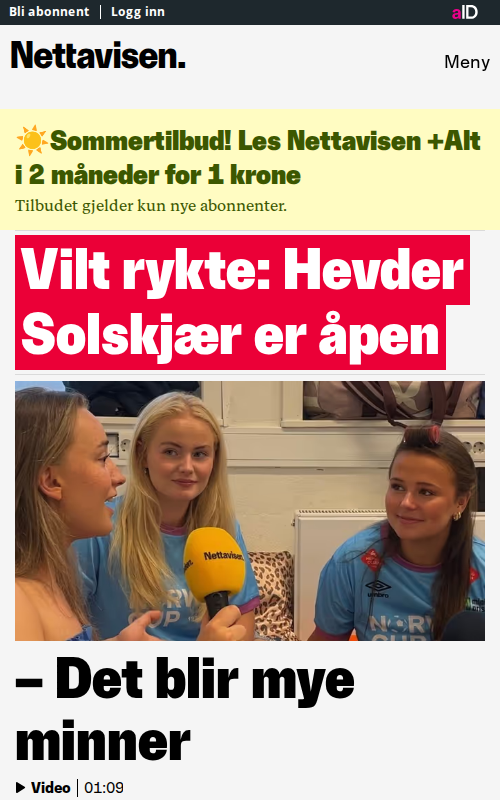 Bli abonnent
Logg inn
aID
Nettavisen.
Meny
☀️Sommertilbud! Les Nettavisen +Alt
i 2 måneder for 1 krone
Tilbudet gjelder kun nye abonnenter.
Vilt rykte: Hevder
Solskjær er åpen
Nettavisen.
umbro
NORWAY
CUP
– Det blir mye
minner
Video
01:09